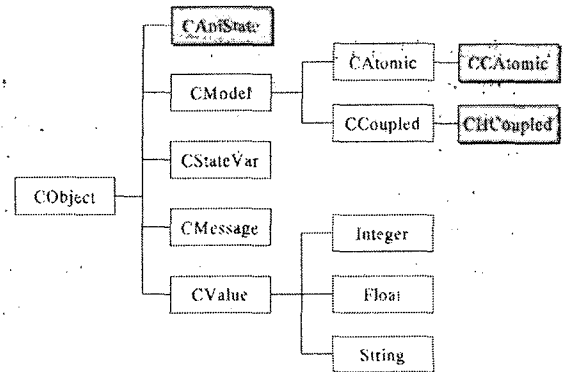 CAniState
CAtomic
CCAtomic
CModel
CCoupled
CHCoupled
CStateVar
CObject
CMessage
Integer
CValue
Float
String